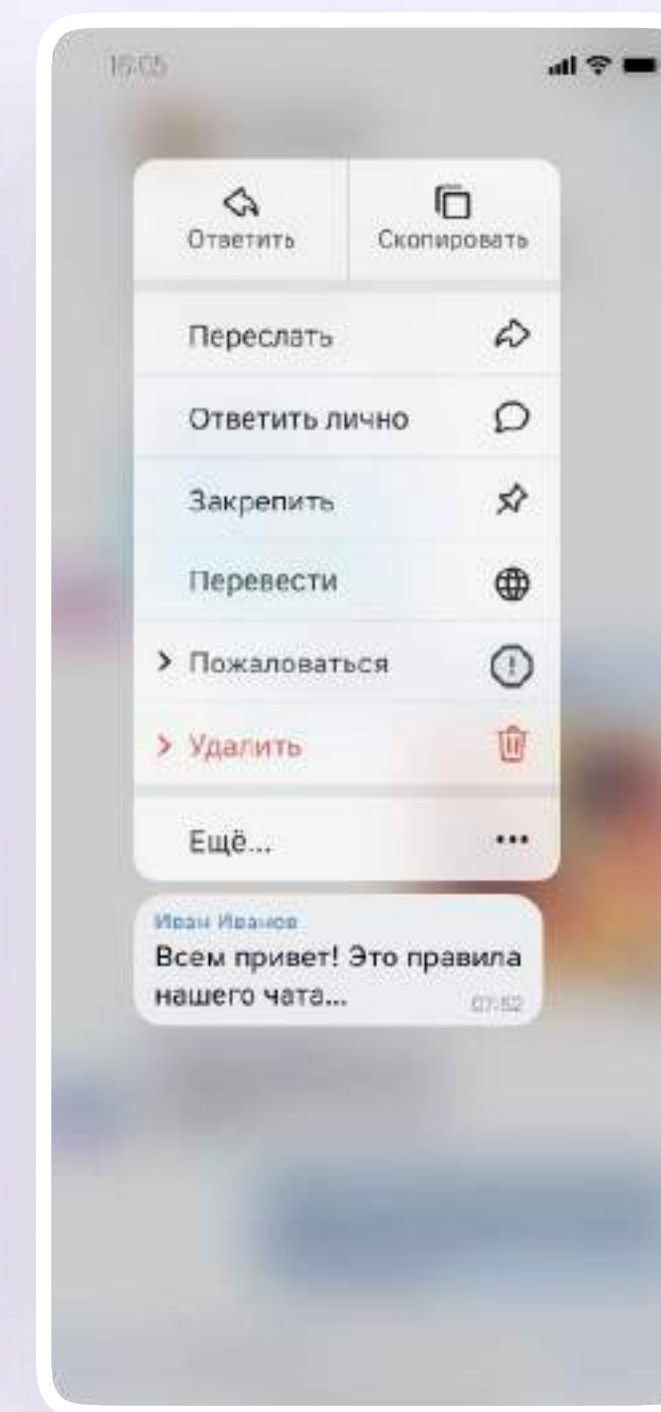 16:05
Ответить
Скопировать
Переслать
Ответить лично
Закрепить
Перевести
Пожаловаться
Удалить
Ещё...
Иван Иванов
Всем привет! Это правила
нашего чата...
07:52